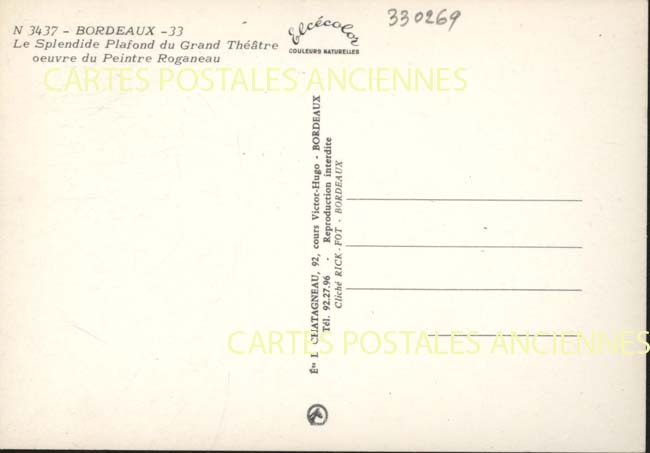 N 3437 - BORDEAUX -33
Le Splendide Plafond du Grand Théâtre
oeuvre du Peintre Roganeau
Elcécolor
COULEURS NATURELLES
330269
CARTES POSTALES ANCIENNES
Éts L. CHATAGNEAU, 92, cours Victor-Hugo - BORDEAUX
Tél. 92.27.96 - Reproduction interdite
Cliché RICK-FOT - BORDEAUX
CARTES POSTALES ANCIENNES